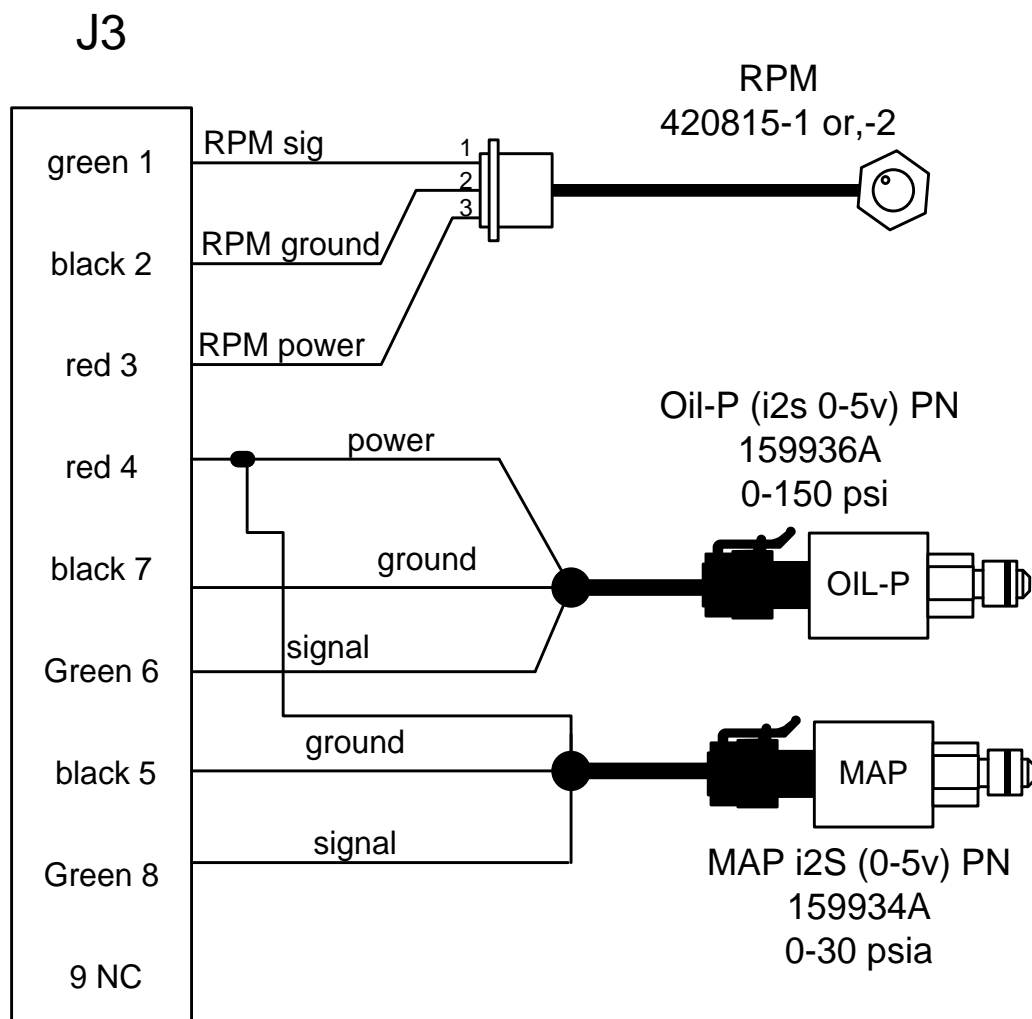 J3
RPM
420815-1 or,-2
green 1
RPM sig
1
2
3
black 2
RPM ground
red 3
RPM power
Oil-P (i2s 0-5v) PN
159936A
0-150 psi
red 4
power
black 7
ground
OIL-P
Green 6
signal
black 5
ground
MAP
Green 8
signal
MAP i2S (0-5v) PN
159934A
0-30 psia
9 NC